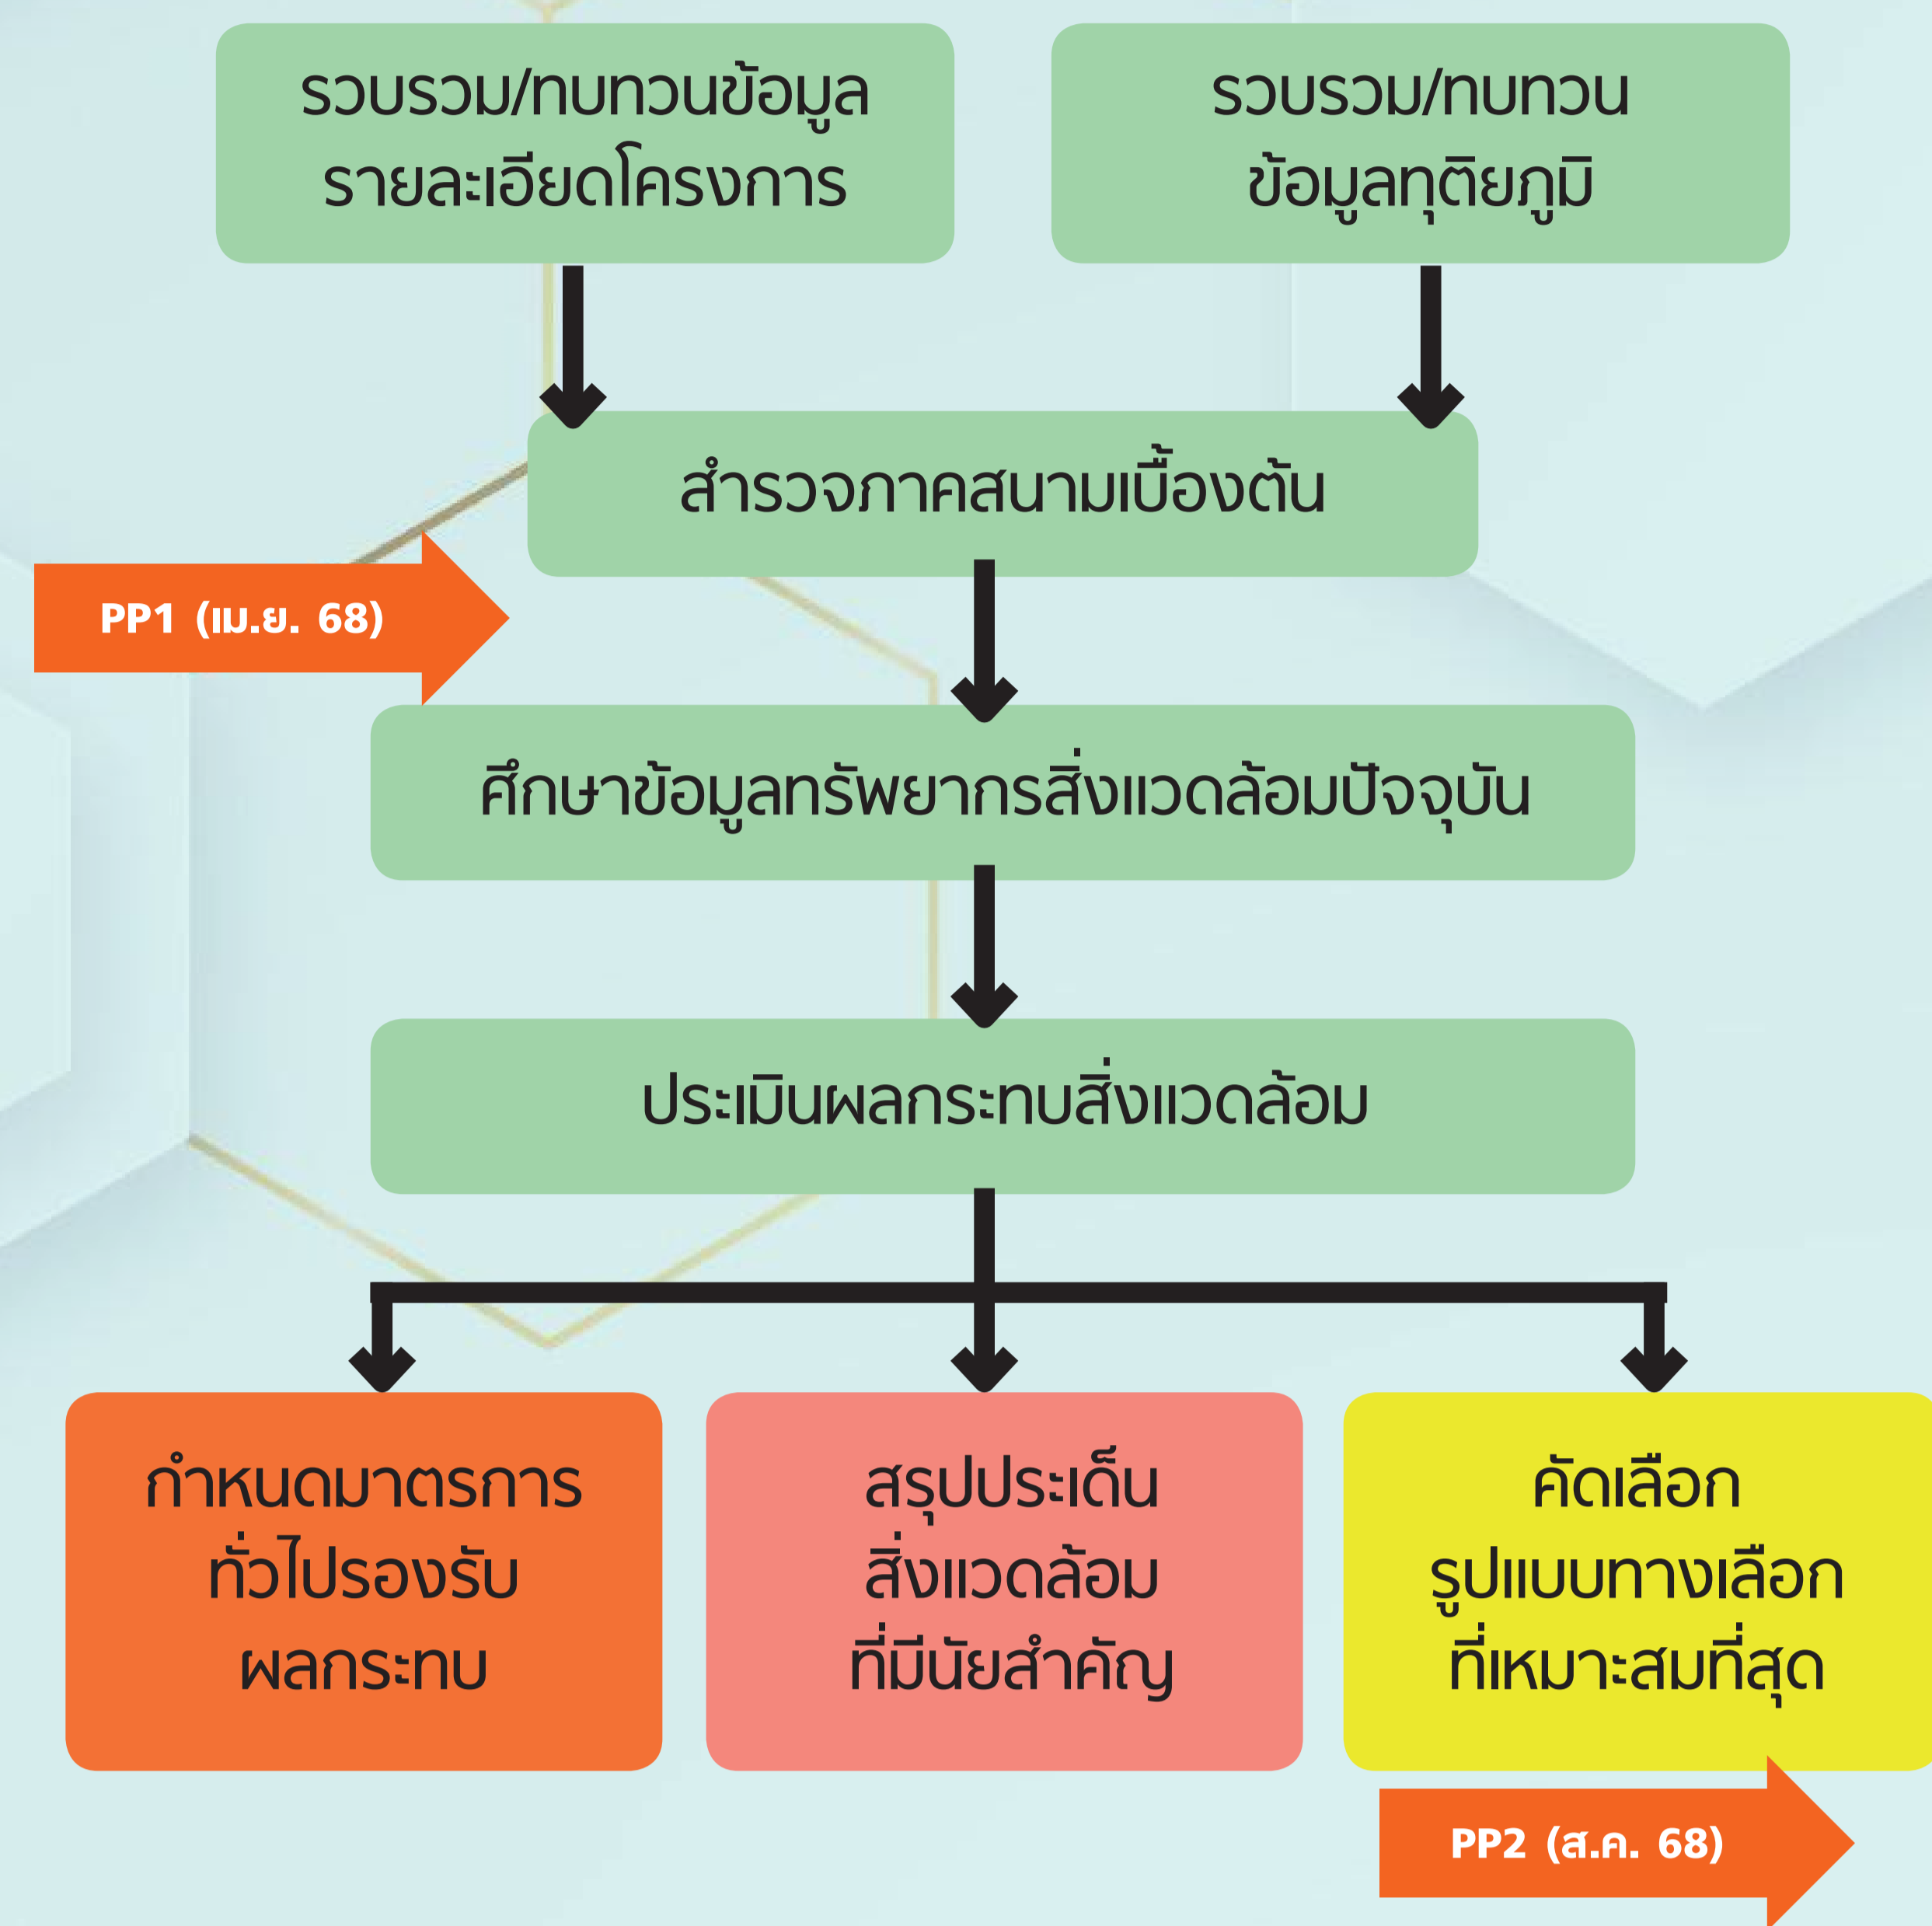 รวบรวม/ทบทวนข้อมูล
รายละเอียดโครงการ
รวบรวม/ทบทวน
ข้อมูลทุติยภูมิ
สำรวจภาคสนามเบื้องต้น
PP1 (เม.ย. 68)
ศึกษาข้อมูลทรัพยากรสิ่งแวดล้อมปัจจุบัน
ประเมินผลกระทบสิ่งแวดล้อม
กำหนดมาตรการ
ทั่วไปรองรับ
ผลกระทบ
สรุปประเด็น
สิ่งแวดล้อม
ที่มีนัยสำคัญ
คัดเลือก
รูปแบบทางเลือก
ที่เหมาะสมที่สุด
PP2 (ส.ค. 68)